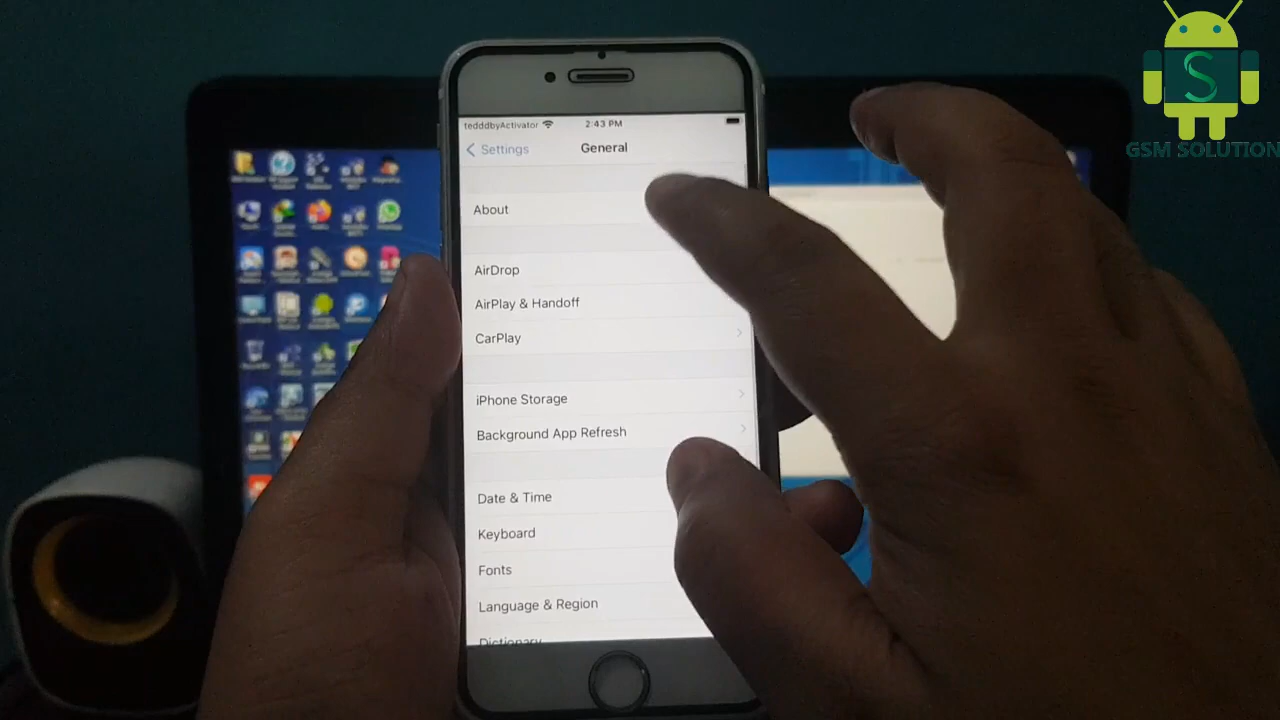 S
GSM SOLUTION
tedddbyActivator 2:43 PM
Settings General
About
AirDrop
AirPlay & Handoff
CarPlay
iPhone Storage
Background App Refresh
Date & Time
Keyboard
Fonts
Language & Region
Dictionary